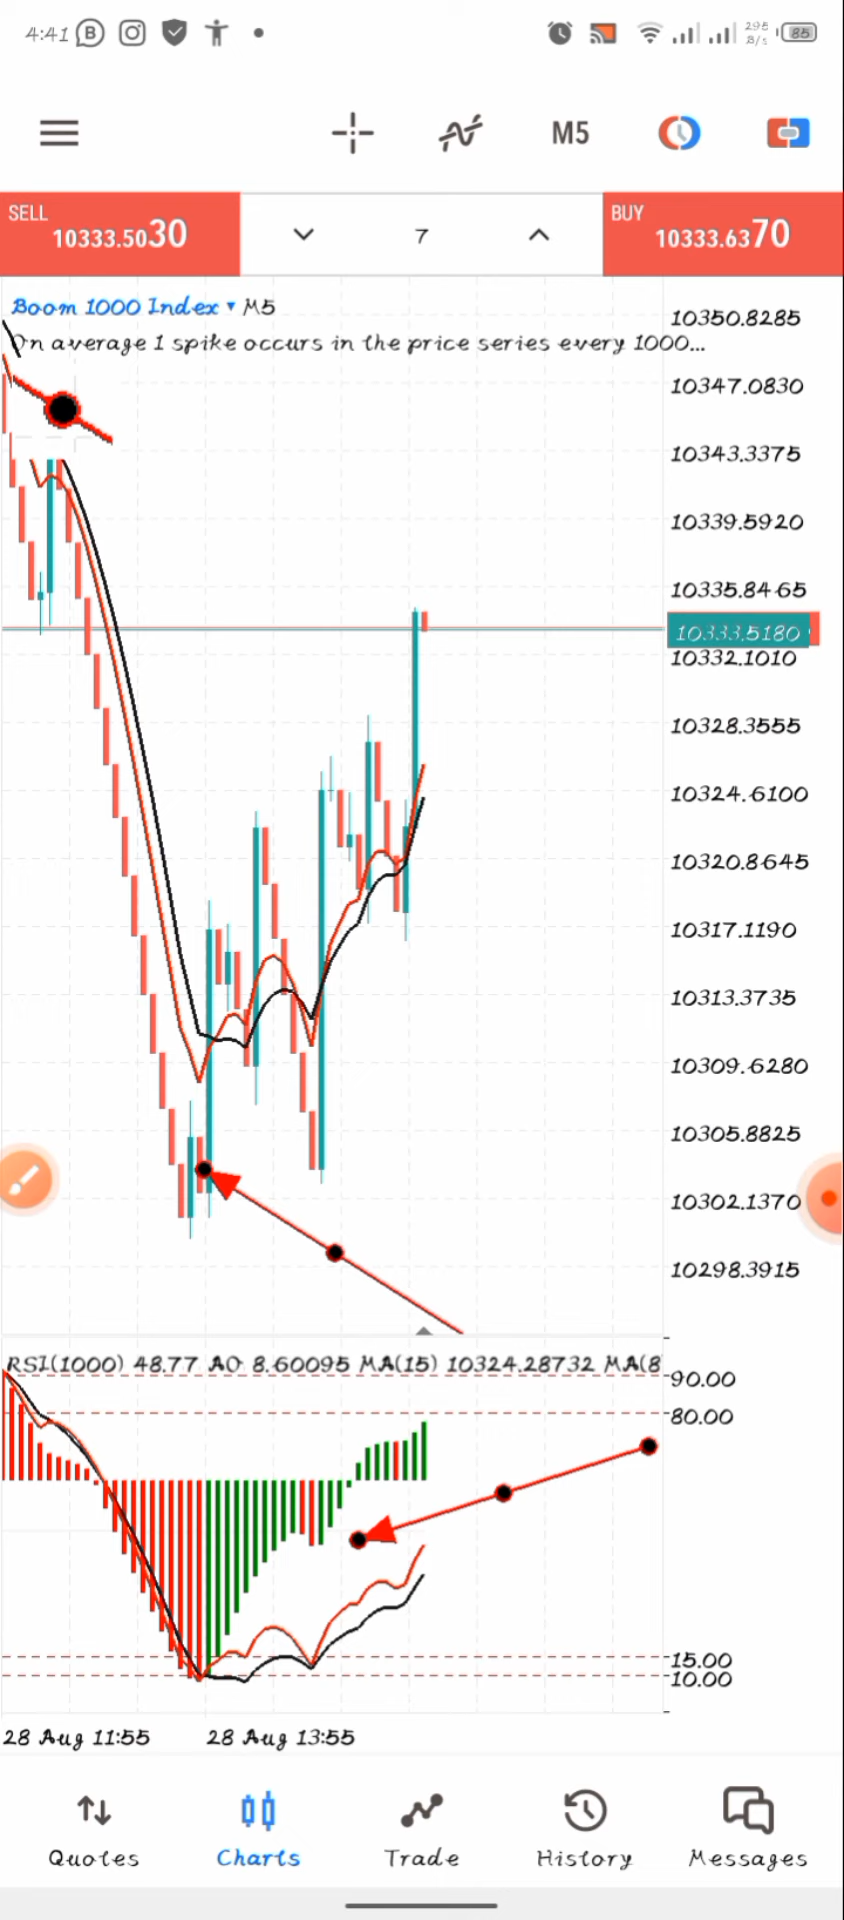 4:41
295 B/s 85
M5
SELL 10333.5030
7
BUY 10333.6370
Boom 1000 Index ▾ M5
On average 1 spike occurs in the price series every 1000...
10350.8285
10347.0830
10343.3375
10339.5920
10335.8465
10333.5180
10332.1010
10328.3555
10324.6100
10320.8645
10317.1190
10313.3735
10309.6280
10305.8825
10302.1370
10298.3915
RSI(1000) 48.77 AO 8.60095 MA(15) 10324.28732 MA(8
90.00
80.00
15.00
10.00
28 Aug 11:55 28 Aug 13:55
Quotes Charts Trade History Messages